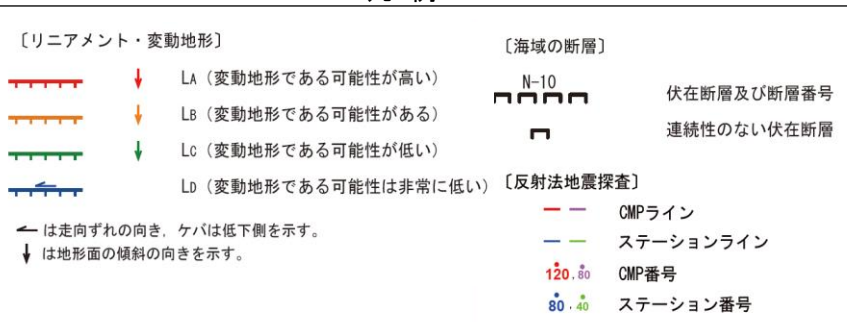 〔リニアメント・変動地形〕
LA（変動地形である可能性が高い）
LB（変動地形である可能性がある）
LC（変動地形である可能性が低い）
LD（変動地形である可能性は非常に低い）
は走向ずれの向き，ケバは低下側を示す。
は地形面の傾斜の向きを示す。
〔海域の断層〕
N-10
伏在断層及び断層番号
連続性のない伏在断層
〔反射法地震探査〕
CMPライン
ステーションライン
120 . 80 CMP番号
80 . 40 ステーション番号